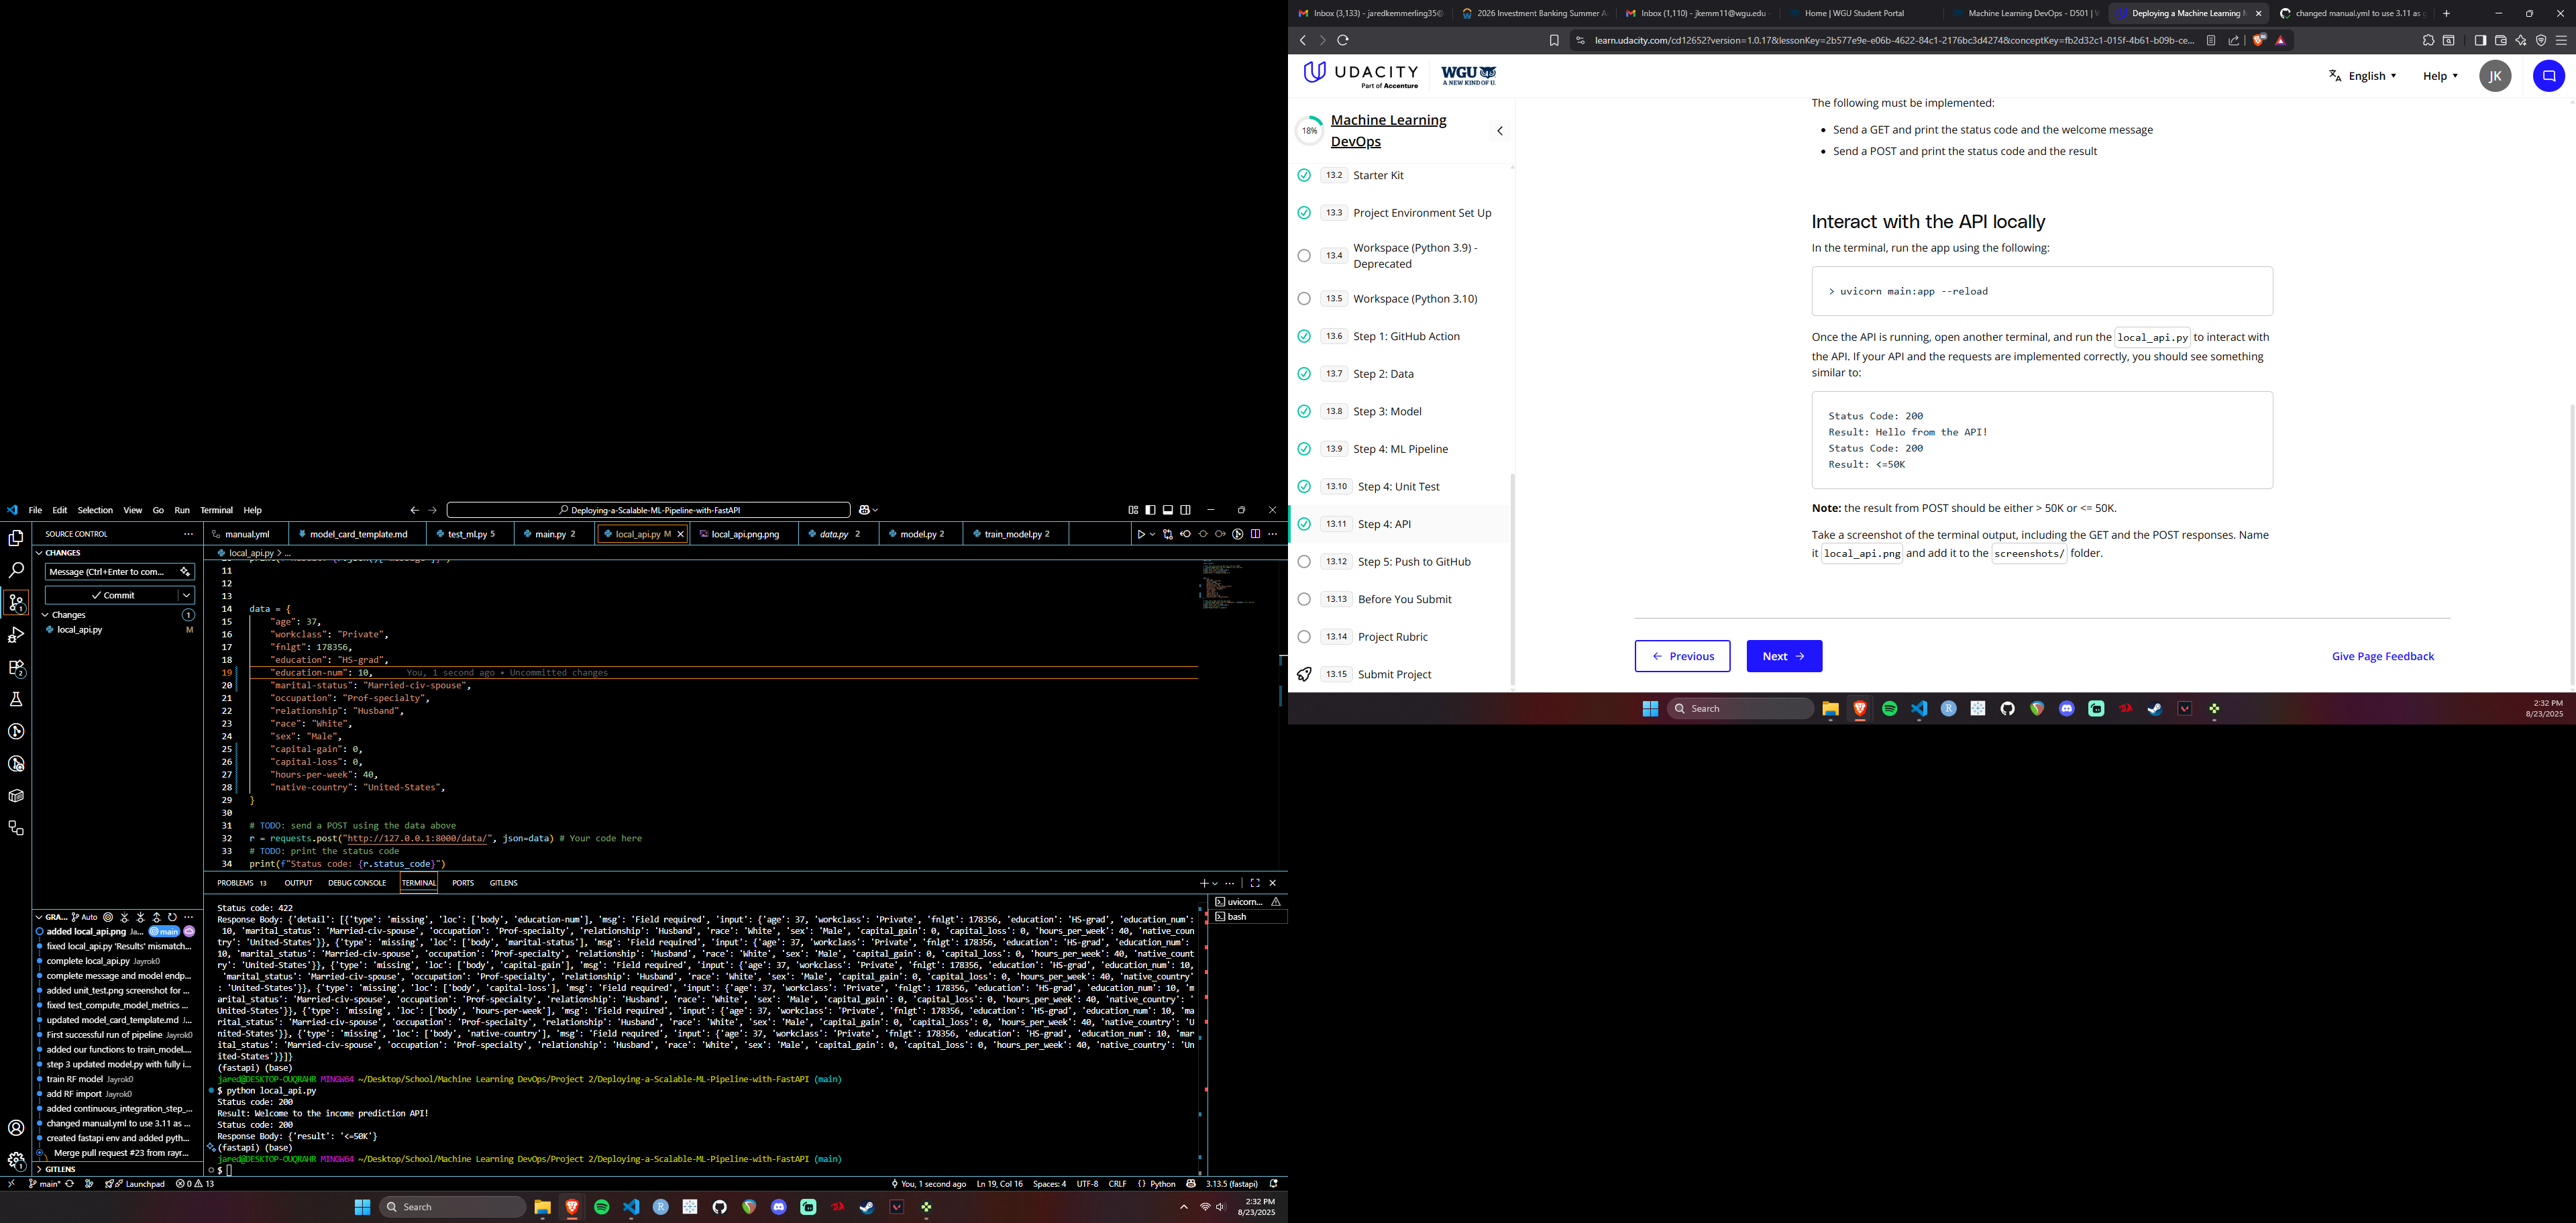 File Edit Selection View Go Run Terminal Help
Deploying-a-Scalable-ML-Pipeline-with-FastAPI
SOURCE CONTROL
CHANGES
Message (Ctrl+Enter to com...
Commit
Changes 1
local_api.py M
manual.yml model_card_template.md test_ml.py 5 main.py 2 local_api.py M local_api.png.png data.py 2 model.py 2 train_model.py 2
local_api.py > ...
11
12
13
14 data = {
15 "age": 37,
16 "workclass": "Private",
17 "fnlgt": 178356,
18 "education": "HS-grad",
19 "education-num": 10, You, 1 second ago • Uncommitted changes
20 "marital-status": "Married-civ-spouse",
21 "occupation": "Prof-specialty",
22 "relationship": "Husband",
23 "race": "White",
24 "sex": "Male",
25 "capital-gain": 0,
26 "capital-loss": 0,
27 "hours-per-week": 40,
28 "native-country": "United-States",
29 }
30
31 # TODO: send a POST using the data above
32 r = requests.post("http://127.0.0.1:8000/data/", json=data) # Your code here
33 # TODO: print the status code
34 print(f"Status code: {r.status_code}")
PROBLEMS 13 OUTPUT DEBUG CONSOLE TERMINAL PORTS GITLENS
uvicorn...
bash
Status code: 422
Response Body: {'detail': [{'type': 'missing', 'loc': ['body', 'education-num'], 'msg': 'Field required', 'input': {'age': 37, 'workclass': 'Private', 'fnlgt': 178356, 'education': 'HS-grad', 'education_num':
10, 'marital_status': 'Married-civ-spouse', 'occupation': 'Prof-specialty', 'relationship': 'Husband', 'race': 'White', 'sex': 'Male', 'capital_gain': 0, 'capital_loss': 0, 'hours_per_week': 40, 'native_coun
try': 'United-States'}}, {'type': 'missing', 'loc': ['body', 'marital-status'], 'msg': 'Field required', 'input': {'age': 37, 'workclass': 'Private', 'fnlgt': 178356, 'education': 'HS-grad', 'education_num':
10, 'marital_status': 'Married-civ-spouse', 'occupation': 'Prof-specialty', 'relationship': 'Husband', 'race': 'White', 'sex': 'Male', 'capital_gain': 0, 'capital_loss': 0, 'hours_per_week': 40, 'native_count
ry': 'United-States'}}, {'type': 'missing', 'loc': ['body', 'capital-gain'], 'msg': 'Field required', 'input': {'age': 37, 'workclass': 'Private', 'fnlgt': 178356, 'education': 'HS-grad', 'education_num': 10,
'marital_status': 'Married-civ-spouse', 'occupation': 'Prof-specialty', 'relationship': 'Husband', 'race': 'White', 'sex': 'Male', 'capital_gain': 0, 'capital_loss': 0, 'hours_per_week': 40, 'native_country'
: 'United-States'}}, {'type': 'missing', 'loc': ['body', 'capital-loss'], 'msg': 'Field required', 'input': {'age': 37, 'workclass': 'Private', 'fnlgt': 178356, 'education': 'HS-grad', 'education_num': 10, 'm
arital_status': 'Married-civ-spouse', 'occupation': 'Prof-specialty', 'relationship': 'Husband', 'race': 'White', 'sex': 'Male', 'capital_gain': 0, 'capital_loss': 0, 'hours_per_week': 40, 'native_country': '
United-States'}}, {'type': 'missing', 'loc': ['body', 'hours-per-week'], 'msg': 'Field required', 'input': {'age': 37, 'workclass': 'Private', 'fnlgt': 178356, 'education': 'HS-grad', 'education_num': 10, 'ma
rital_status': 'Married-civ-spouse', 'occupation': 'Prof-specialty', 'relationship': 'Husband', 'race': 'White', 'sex': 'Male', 'capital_gain': 0, 'capital_loss': 0, 'hours_per_week': 40, 'native_country': 'U
nited-States'}}, {'type': 'missing', 'loc': ['body', 'native-country'], 'msg': 'Field required', 'input': {'age': 37, 'workclass': 'Private', 'fnlgt': 178356, 'education': 'HS-grad', 'education_num': 10, 'mar
ital_status': 'Married-civ-spouse', 'occupation': 'Prof-specialty', 'relationship': 'Husband', 'race': 'White', 'sex': 'Male', 'capital_gain': 0, 'capital_loss': 0, 'hours_per_week': 40, 'native_country': 'Un
ited-States'}}]}
(fastapi) (base)
jared@DESKTOP-OUQRAHR MINGW64 ~/Desktop/School/Machine Learning DevOps/Project 2/Deploying-a-Scalable-ML-Pipeline-with-FastAPI (main)
$ python local_api.py
Status code: 200
Result: Welcome to the income prediction API!
Status code: 200
Response Body: {'result': '<=50K'}
(fastapi) (base)
jared@DESKTOP-OUQRAHR MINGW64 ~/Desktop/School/Machine Learning DevOps/Project 2/Deploying-a-Scalable-ML-Pipeline-with-FastAPI (main)
$
GRA... Auto
added local_api.png Ja... main
fixed local_api.py 'Results' mismatch...
complete local_api.py Jayrok0
complete message and model endp...
added unit_test.png screenshot for ...
fixed test_compute_model_metrics ...
updated model_card_template.md J...
First successful run of pipeline Jayrok0
added our functions to train_model....
step 3 updated model.py with fully i...
train RF model Jayrok0
add RF import Jayrok0
added continuous_integration_step_...
changed manual.yml to use 3.11 as ...
created fastapi env and added pyth...
Merge pull request #23 from rayr...
GITLENS
main* Launchpad 0 13 You, 1 second ago Ln 19, Col 16 Spaces: 4 UTF-8 CRLF {} Python 3.13.5 (fastapi)
Search
2:32 PM
8/23/2025
Inbox (3,133) - jaredkemmerling35@ 2026 Investment Banking Summer A Inbox (1,110) - jkemm11@wgu.edu - Home | WGU Student Portal Machine Learning DevOps - D501 | W Deploying a Machine Learning M changed manual.yml to use 3.11 as g
learn.udacity.com/cd12652?version=1.0.17&lessonKey=2b577e9e-e06b-4622-84c1-2176bc3d4274&conceptKey=fb2d32c1-015f-4b61-b09b-ce...
UDACITY
Part of Accenture
WGU
A NEW KIND OF U.
English
Help
JK
18%
Machine Learning
DevOps
13.2 Starter Kit
13.3 Project Environment Set Up
13.4 Workspace (Python 3.9) -
Deprecated
13.5 Workspace (Python 3.10)
13.6 Step 1: GitHub Action
13.7 Step 2: Data
13.8 Step 3: Model
13.9 Step 4: ML Pipeline
13.10 Step 4: Unit Test
13.11 Step 4: API
13.12 Step 5: Push to GitHub
13.13 Before You Submit
13.14 Project Rubric
13.15 Submit Project
The following must be implemented:
• Send a GET and print the status code and the welcome message
• Send a POST and print the status code and the result
Interact with the API locally
In the terminal, run the app using the following:
> uvicorn main:app --reload
Once the API is running, open another terminal, and run the local_api.py to interact with
the API. If your API and the requests are implemented correctly, you should see something
similar to:
Status Code: 200
Result: Hello from the API!
Status Code: 200
Result: <=50K
Note: the result from POST should be either > 50K or <= 50K.
Take a screenshot of the terminal output, including the GET and the POST responses. Name
it local_api.png and add it to the screenshots/ folder.
← Previous
Next →
Give Page Feedback
Search
2:32 PM
8/23/2025